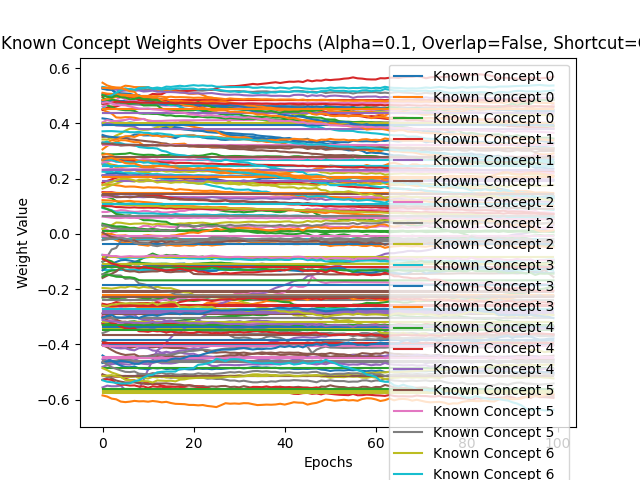 Known Concept Weights Over Epochs (Alpha=0.1, Overlap=False, Shortcut=
0.6
0.4
0.2
0.0
−0.2
−0.4
−0.6
Weight Value
0
20
40
60
80
100
Epochs
Known Concept 0
Known Concept 0
Known Concept 0
Known Concept 1
Known Concept 1
Known Concept 1
Known Concept 2
Known Concept 2
Known Concept 2
Known Concept 3
Known Concept 3
Known Concept 3
Known Concept 4
Known Concept 4
Known Concept 4
Known Concept 5
Known Concept 5
Known Concept 5
Known Concept 6
Known Concept 6